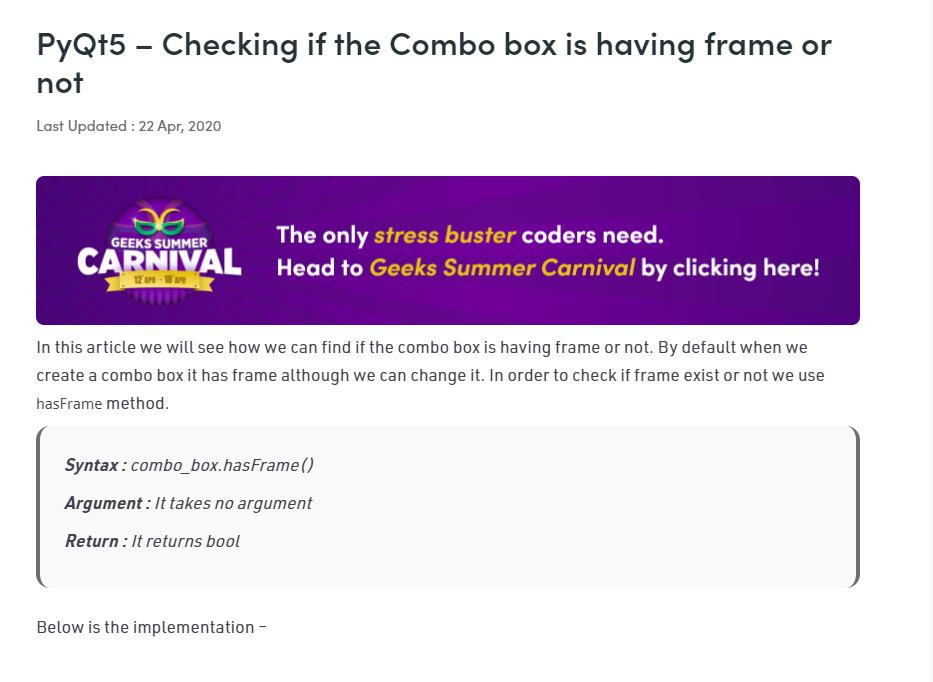 PyQt5 – Checking if the Combo box is having frame or
not
Last Updated : 22 Apr, 2020
GEEKS SUMMER
CARNIVAL
12 APR - 18 APR
The only stress buster coders need.
Head to Geeks Summer Carnival by clicking here!
In this article we will see how we can find if the combo box is having frame or not. By default when we
create a combo box it has frame although we can change it. In order to check if frame exist or not we use
hasFrame method.
Syntax : combo_box.hasFrame()
Argument : It takes no argument
Return : It returns bool
Below is the implementation –